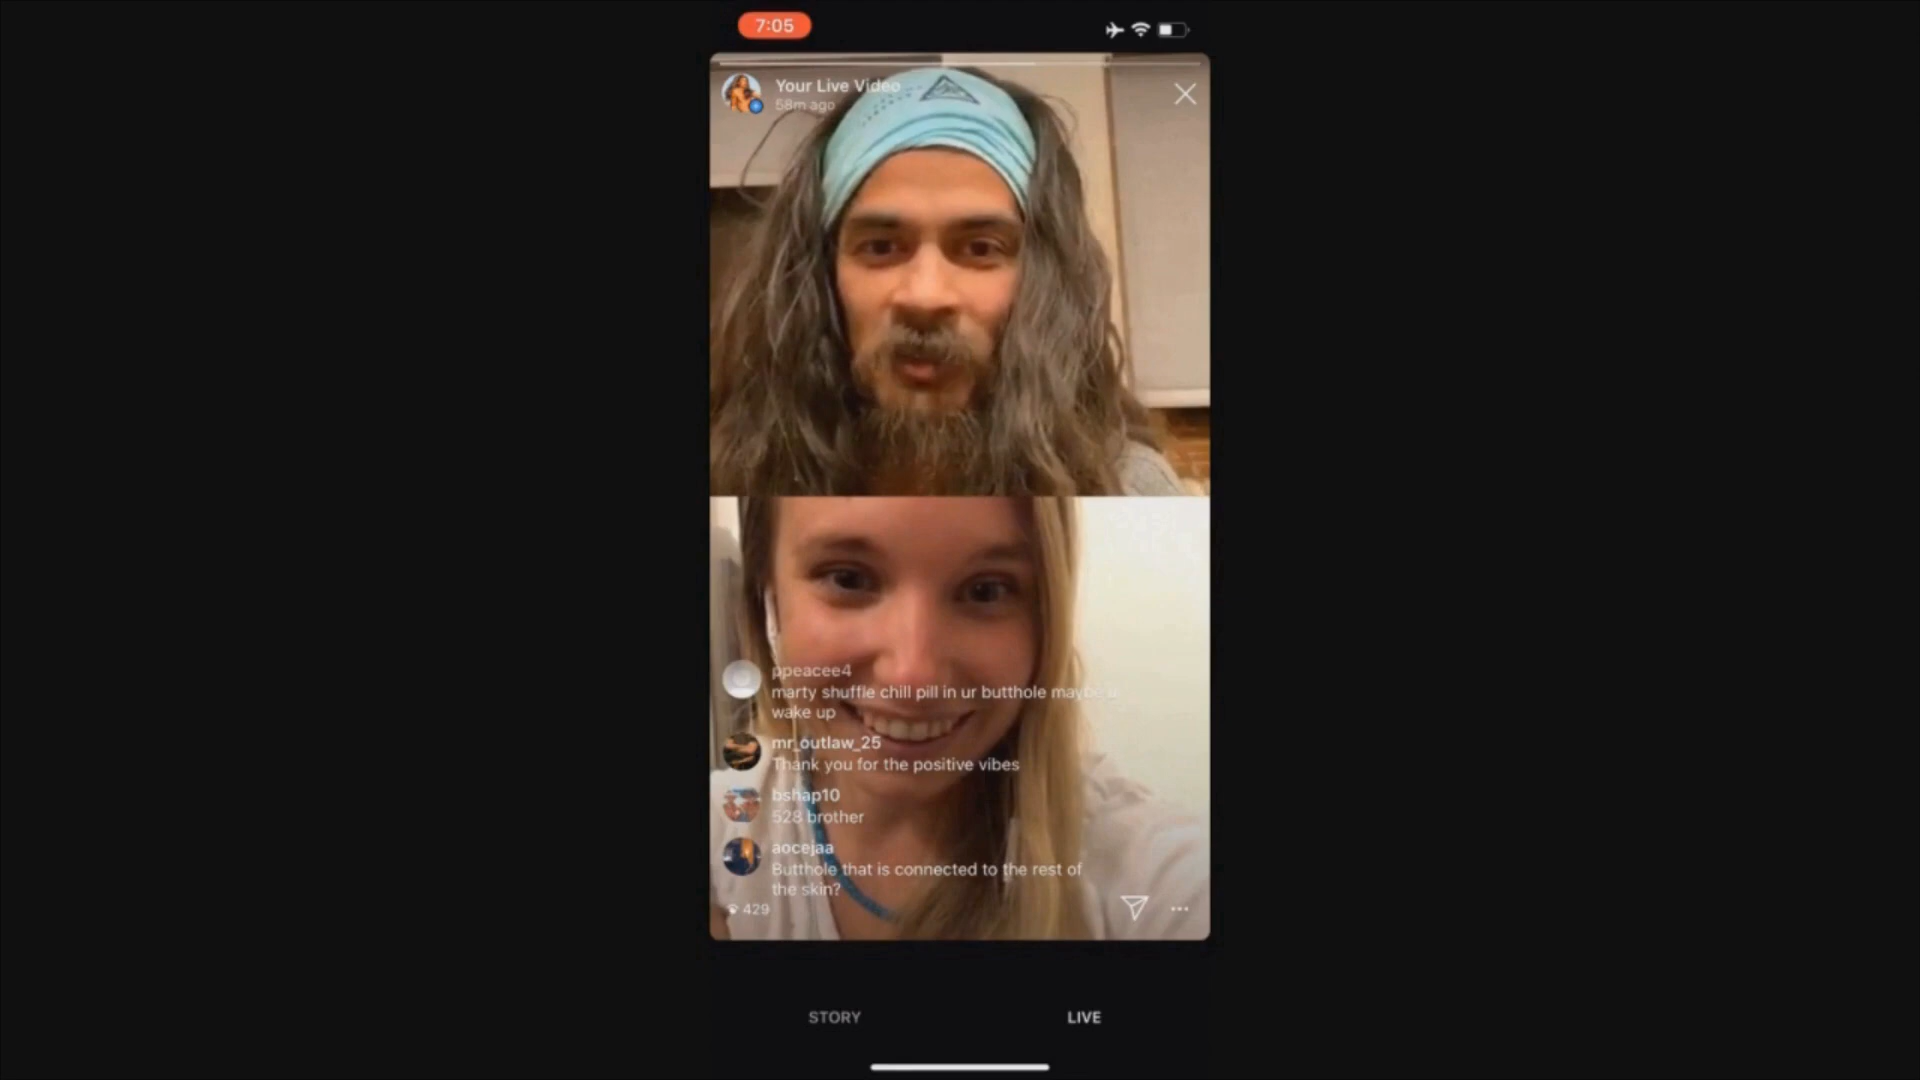 7:05
Your Live Video
58m ago
ppeacee4
marty shuffle chill pill in ur butthole maybe u
wake up
mr_outlaw_25
Thank you for the positive vibes
bshap10
528 brother
aocejaa
Butthole that is connected to the rest of
the skin?
429
STORY
LIVE